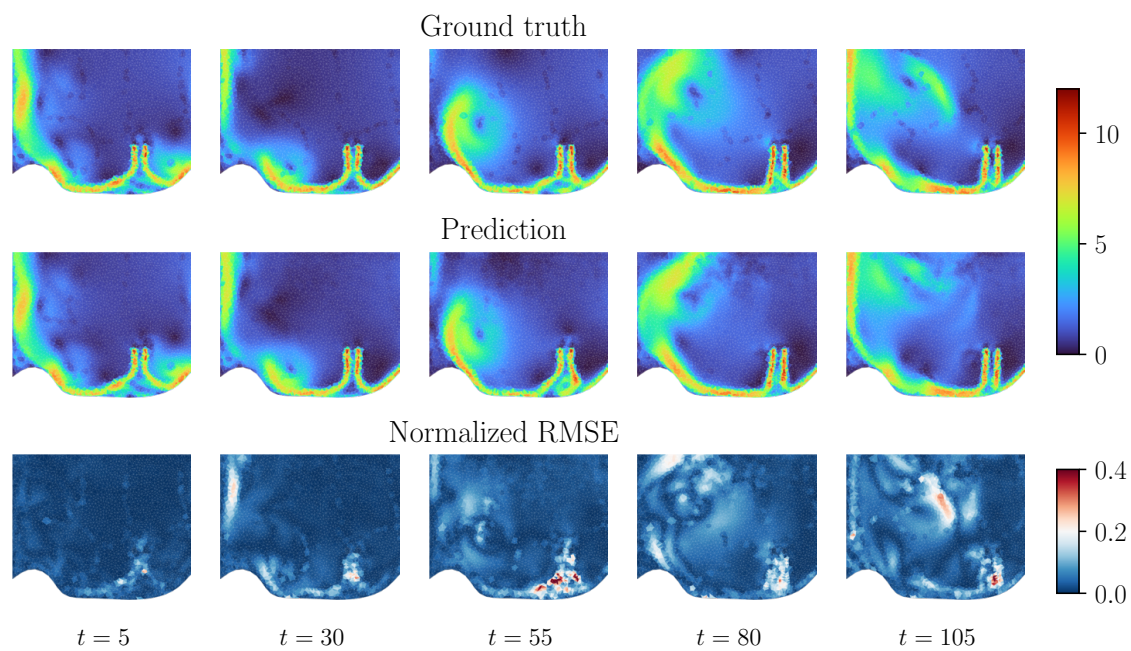 Ground truth
10
5
0
Prediction
Normalized RMSE
0.4
0.2
0.0
t = 5 t = 30 t = 55 t = 80 t = 105